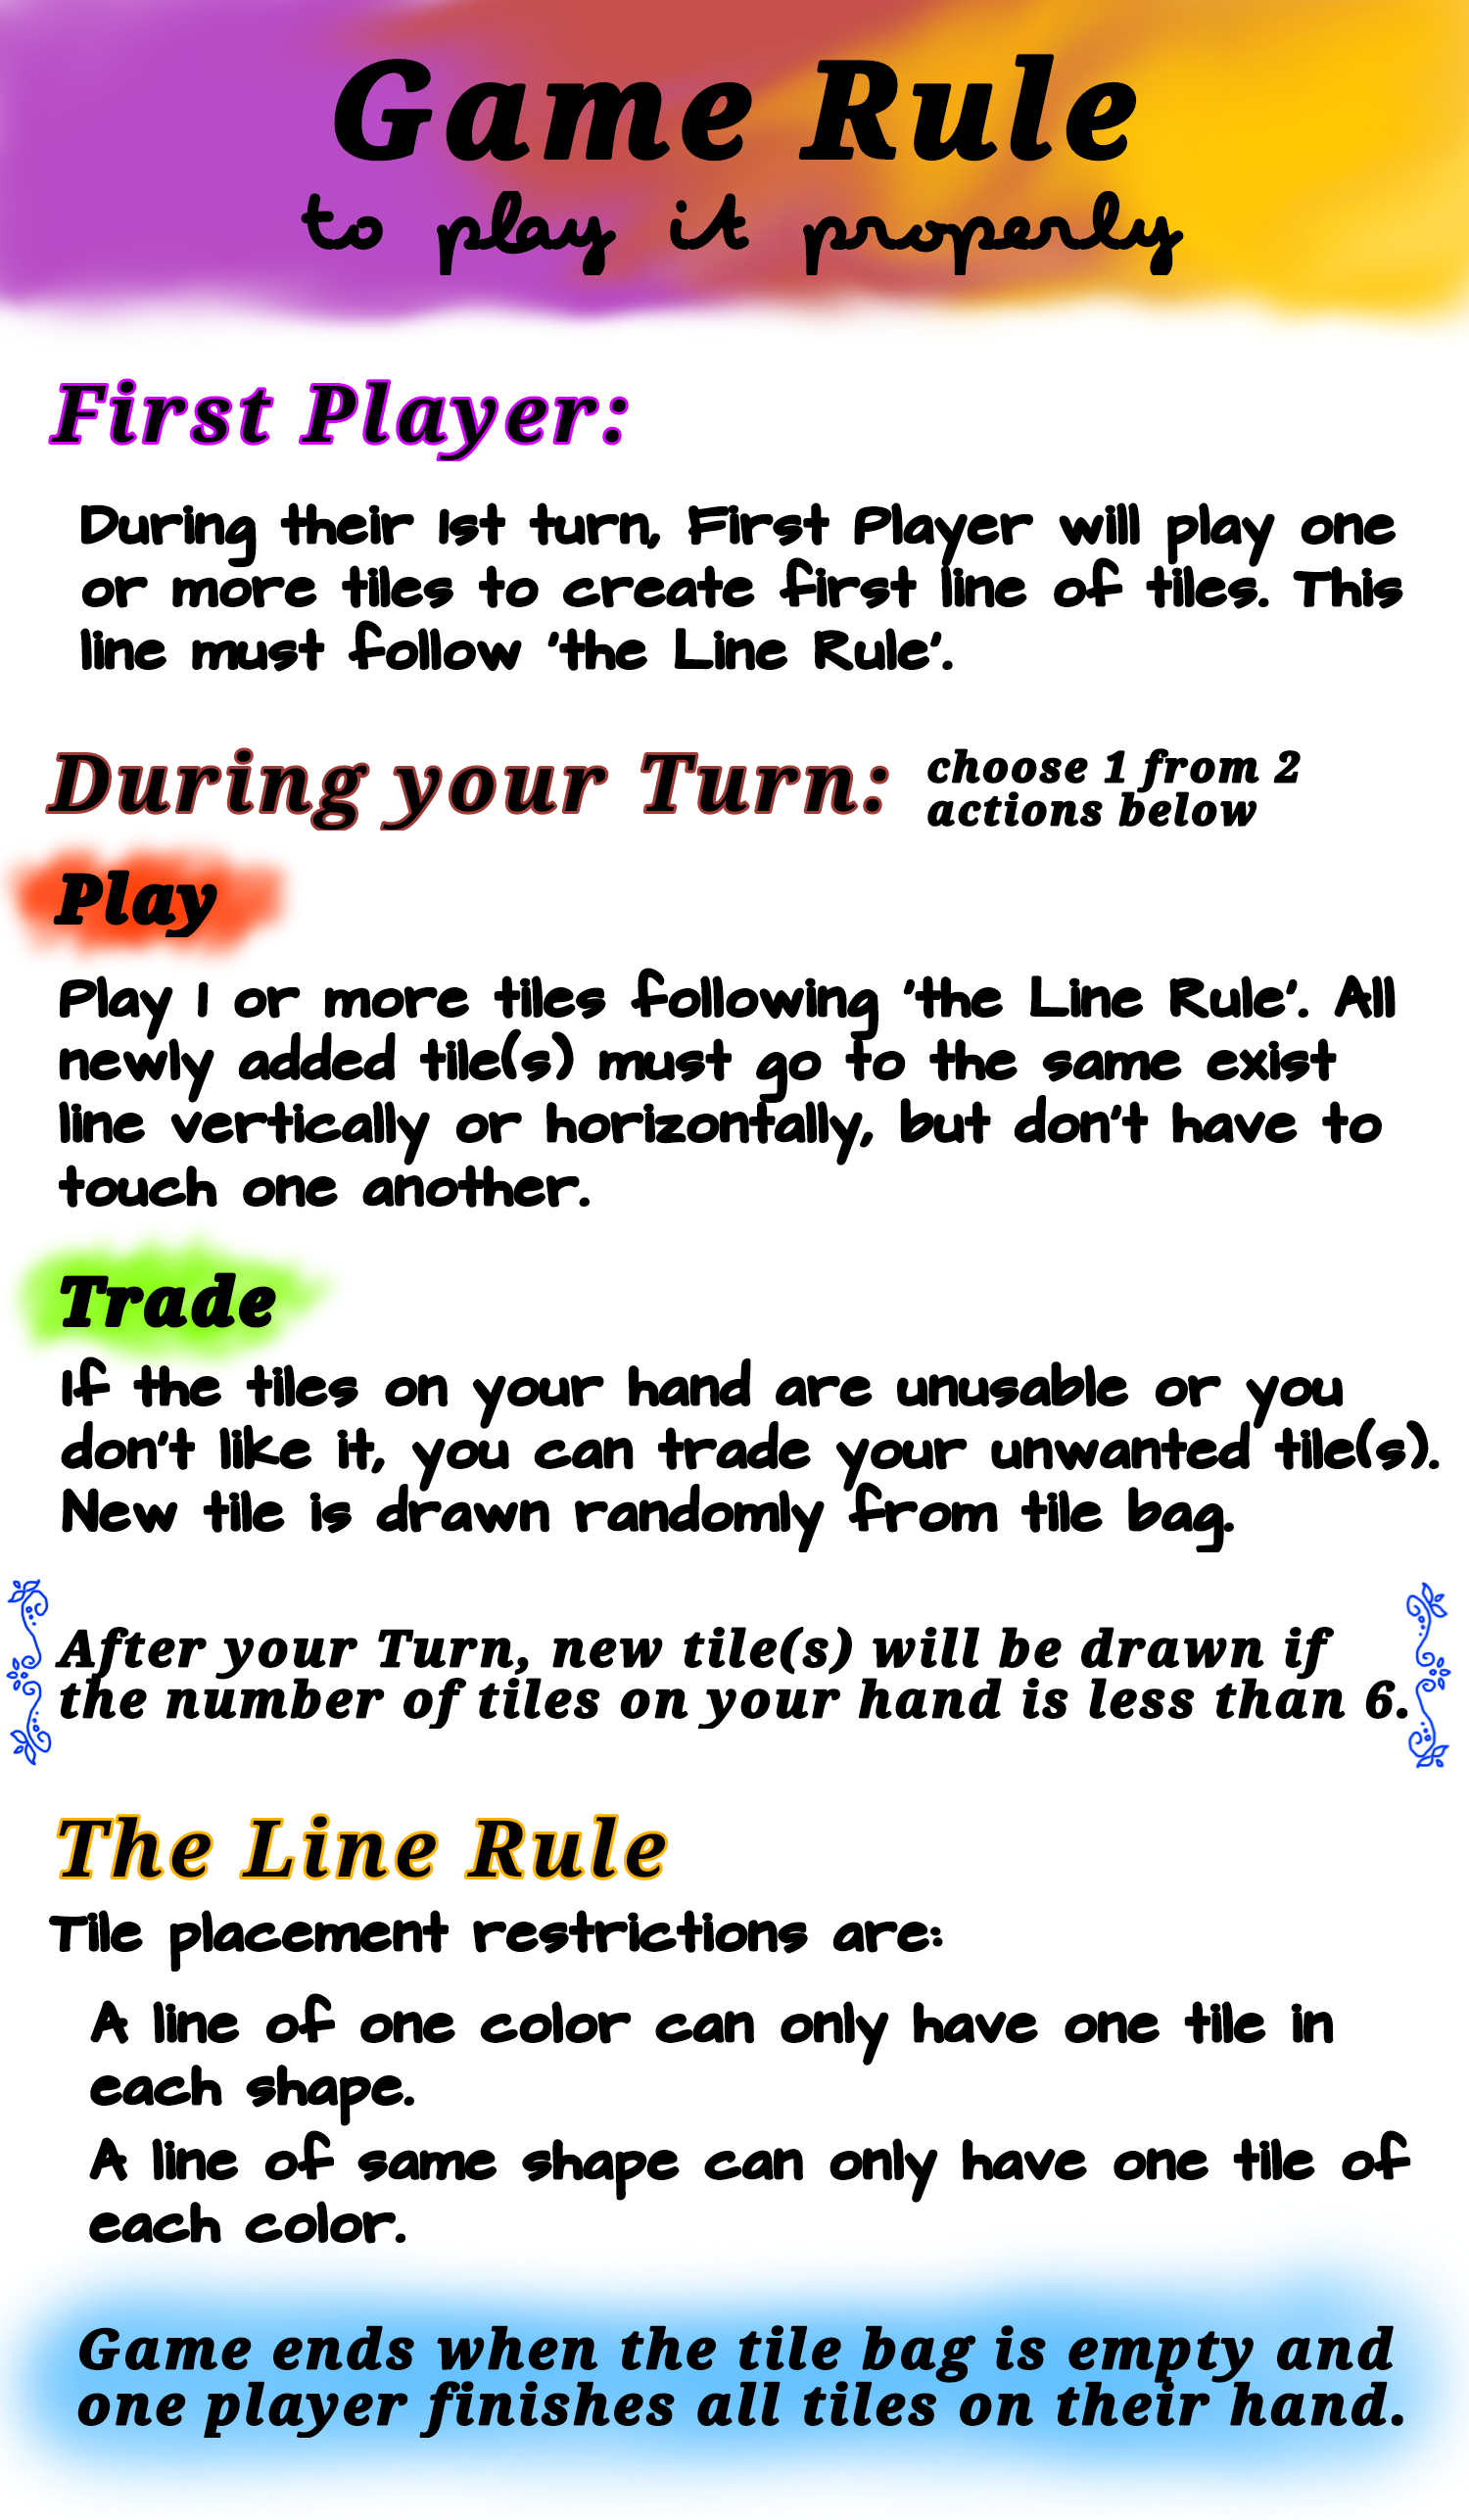 Game Rule
to play it properly
First Player:
During their 1st turn, First Player will play one
or more tiles to create first line of tiles. This
line must follow 'the Line Rule'.
During your Turn:
choose 1 from 2
actions below
Play
Play 1 or more tiles following 'the Line Rule'. All
newly added tile(s) must go to the same exist
line vertically or horizontally, but don't have to
touch one another.
Trade
If the tiles on your hand are unusable or you
don't like it, you can trade your unwanted tile(s).
New tile is drawn randomly from tile bag.
After your Turn, new tile(s) will be drawn if
the number of tiles on your hand is less than 6.
The Line Rule
Tile placement restrictions are:
A line of one color can only have one tile in
each shape.
A line of same shape can only have one tile of
each color.
Game ends when the tile bag is empty and
one player finishes all tiles on their hand.